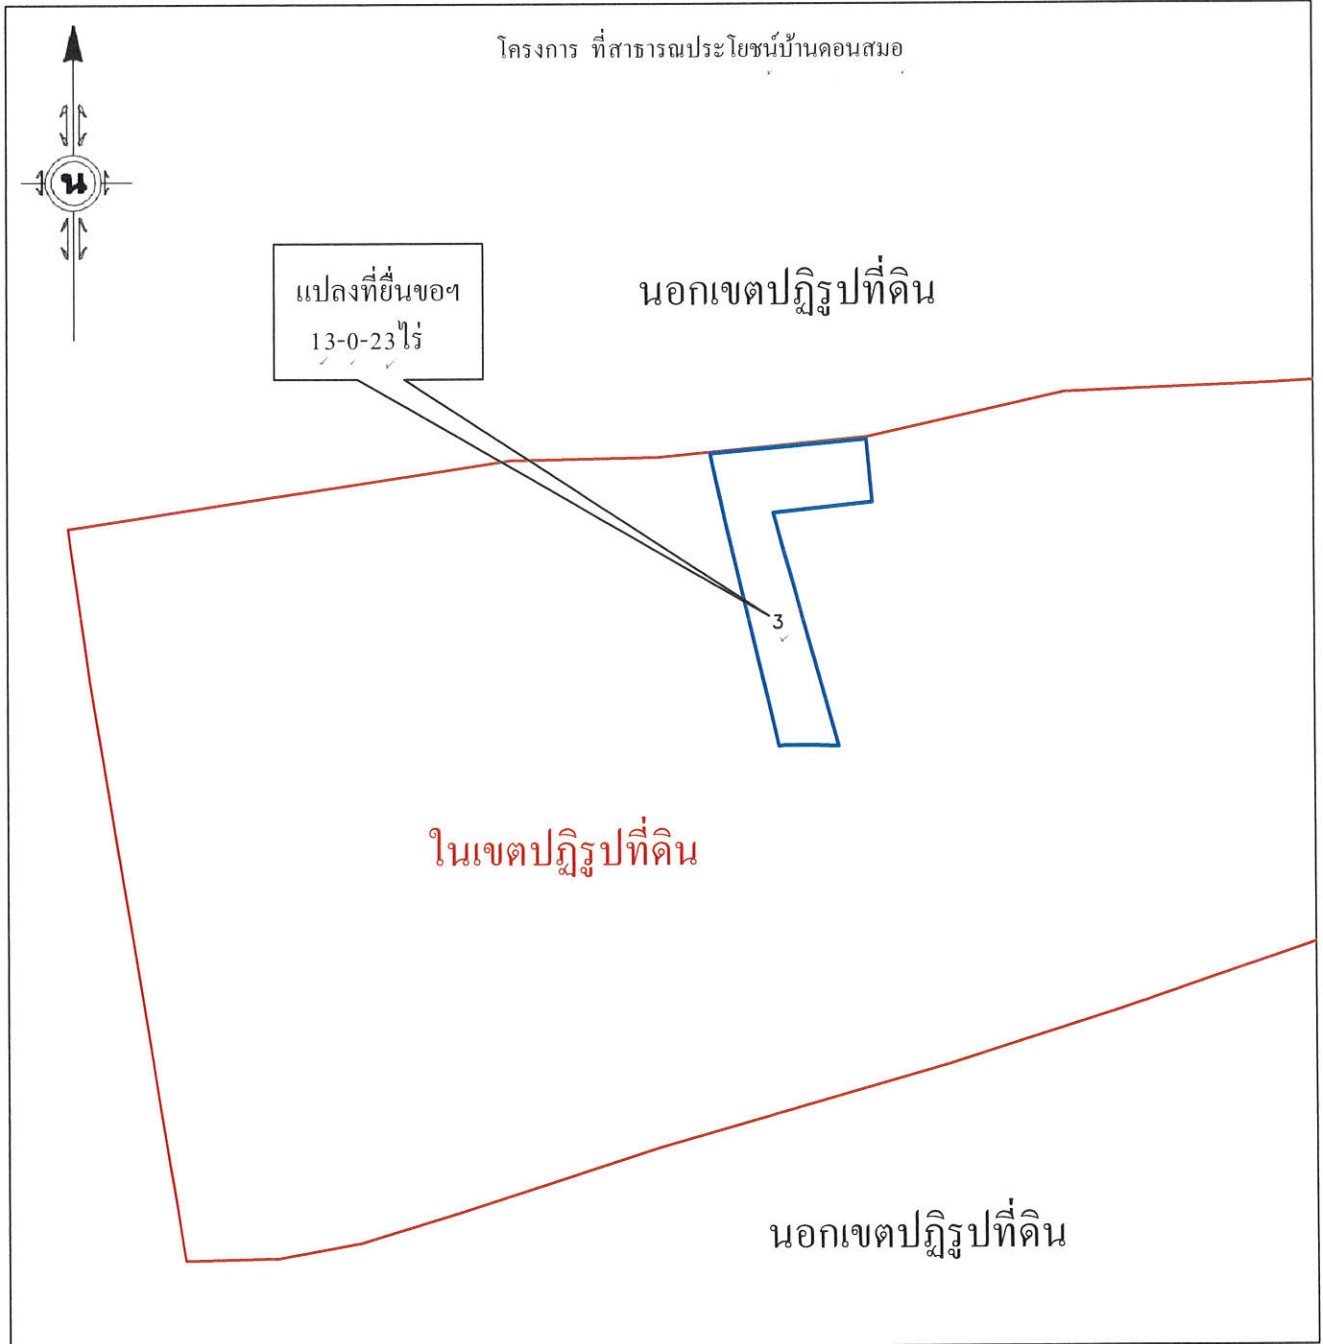 โครงการ ที่สาธารณประโยชน์บ้านดอนสมอ
น
แปลงที่ยื่นขอฯ
13-0-23ไร่
นอกเขตปฏิรูปที่ดิน
3
ในเขตปฏิรูปที่ดิน
นอกเขตปฏิรูปที่ดิน